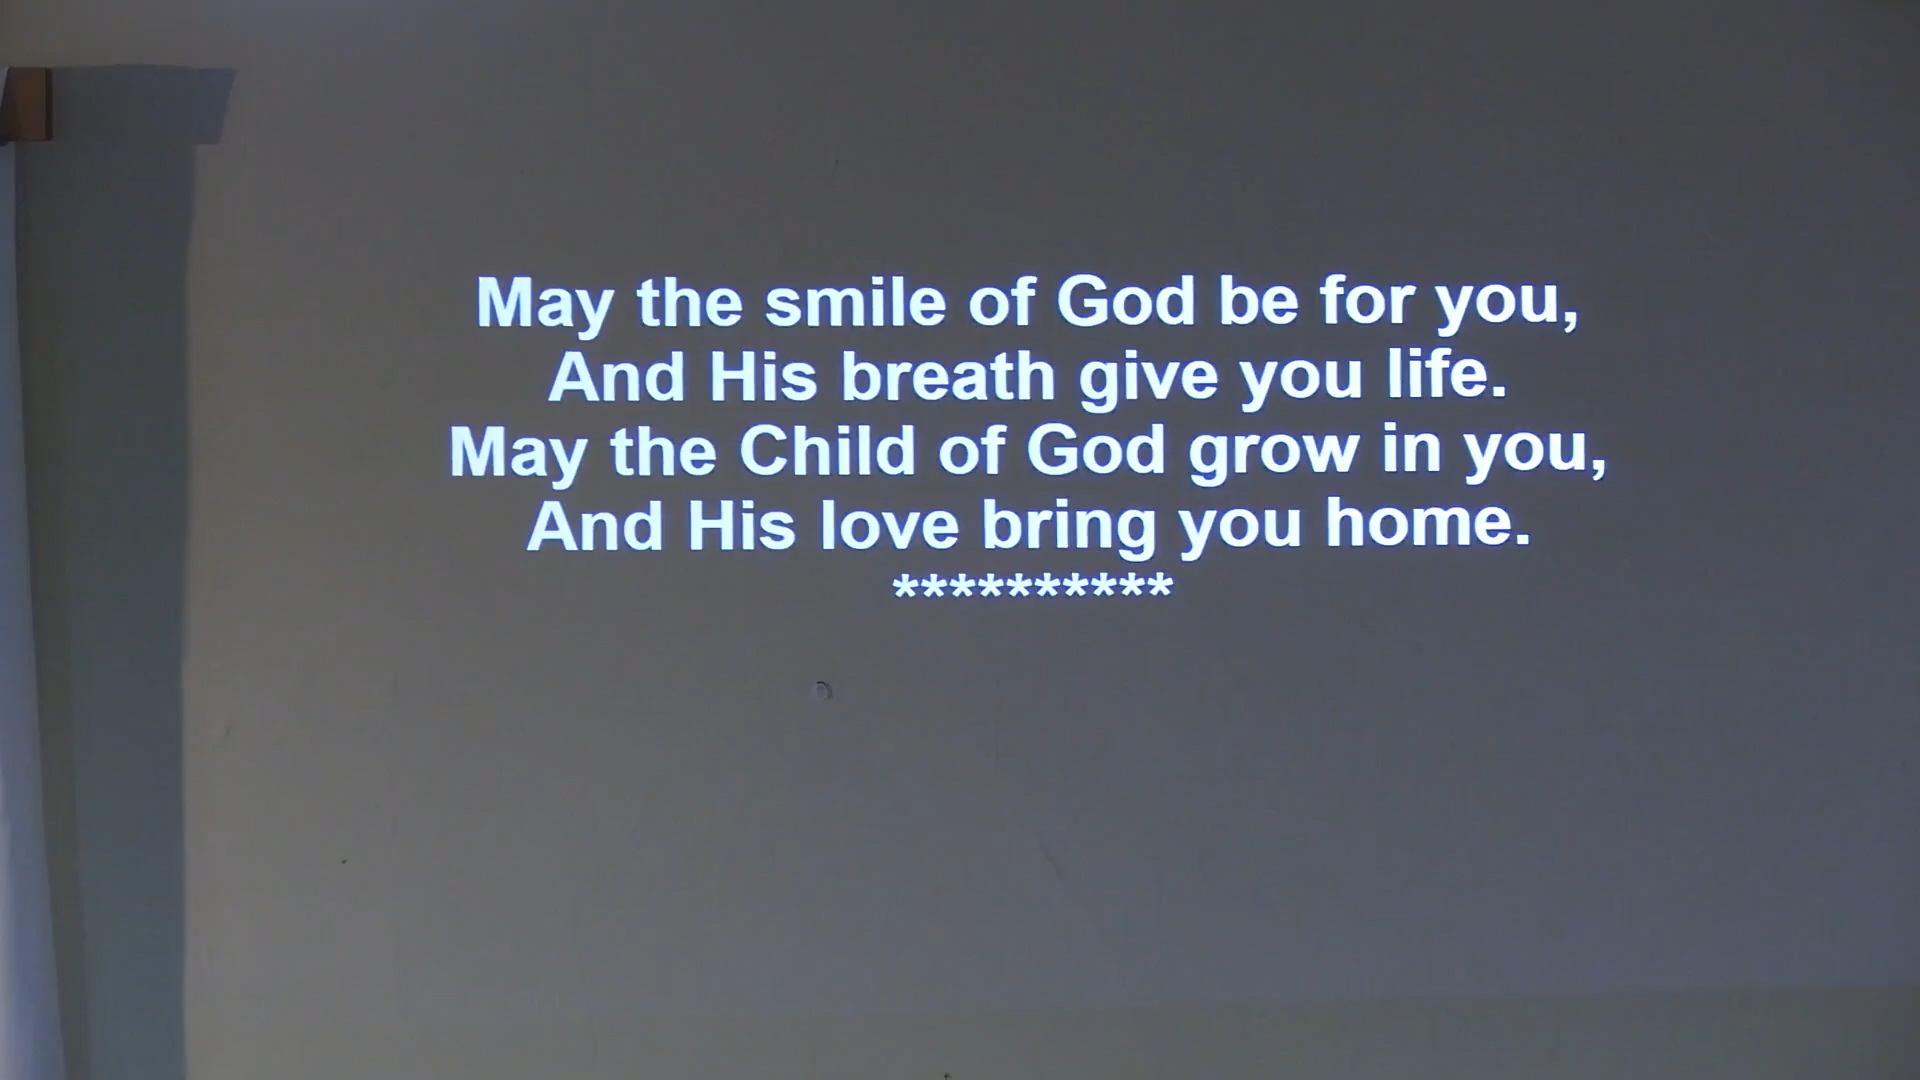 May the smile of God be for you,
And His breath give you life.
May the Child of God grow in you,
And His love bring you home.
**********